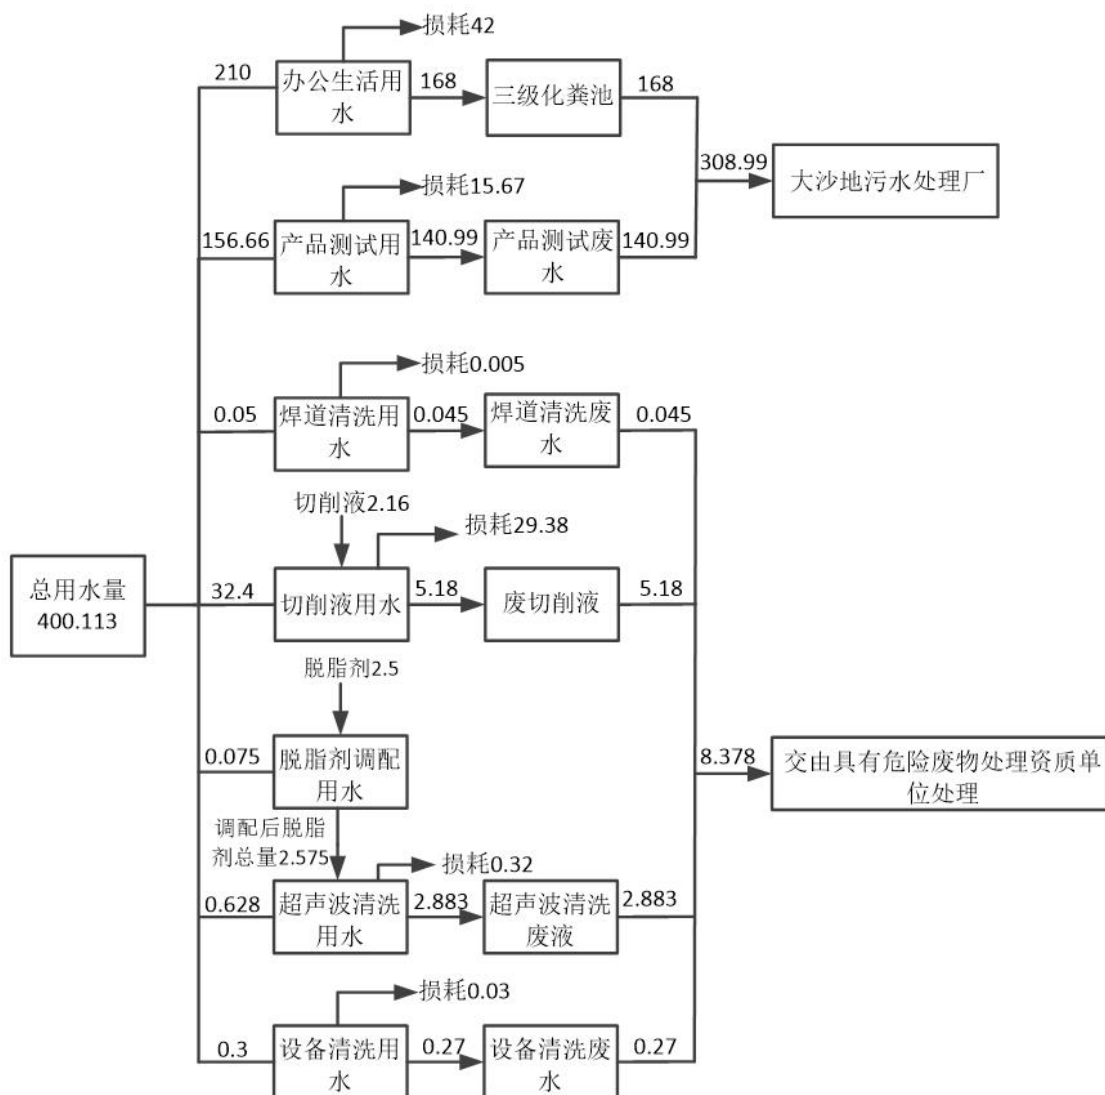 损耗42
210
办公生活用
水
168
三级化粪池
168
308.99
大沙地污水处理厂
损耗15.67
156.66
产品测试用
水
140.99
产品测试废
水
140.99
损耗0.005
0.05
焊道清洗用
水
0.045
焊道清洗废
水
0.045
切削液2.16
损耗29.38
总用水量
400.113
32.4
切削液用水
5.18
废切削液
5.18
脱脂剂2.5
0.075
脱脂剂调配
用水
8.378
交由具有危险废物处理资质单
位处理
调配后脱脂
剂总量2.575
损耗0.32
0.628
超声波清洗
用水
2.883
超声波清洗
废液
2.883
损耗0.03
0.3
设备清洗用
水
0.27
设备清洗废
水
0.27